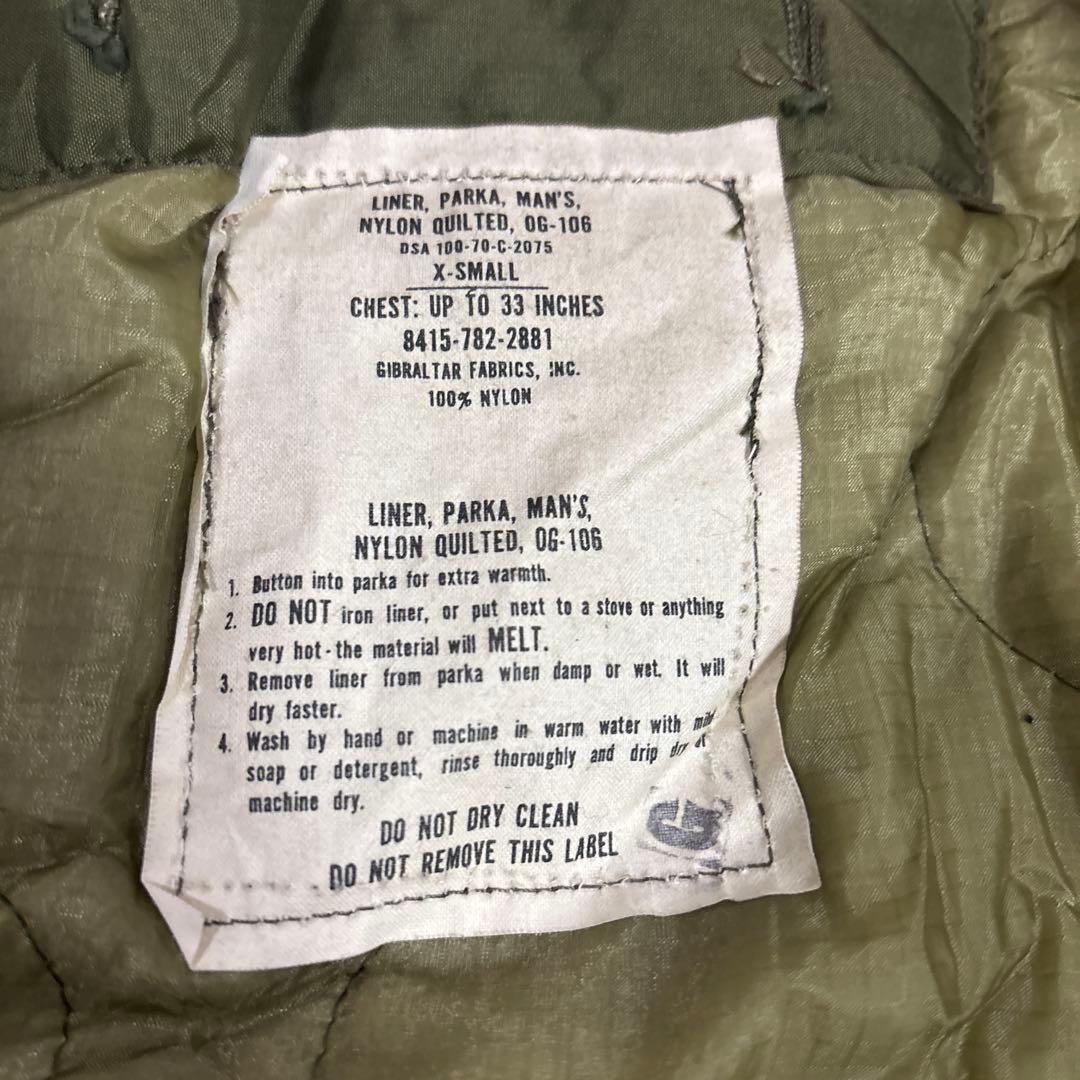 LINER, PARKA, MAN'S,
NYLON QUILTED, OG-106
DSA 100-70-C-2075
X-SMALL
CHEST: UP TO 33 INCHES
8415-782-2881
GIBRALTAR FABRICS, INC.
100% NYLON
LINER, PARKA, MAN'S,
NYLON QUILTED, OG-106
1. Button into parka for extra warmth.
2. DO NOT iron liner, or put next to a stove or anything
very hot - the material will MELT.
3. Remove liner from parka when damp or wet. It will
dry faster.
4. Wash by hand or machine in warm water with mild
soap or detergent, rinse thoroughly and drip dry or
machine dry.
DO NOT DRY CLEAN
DO NOT REMOVE THIS LABEL